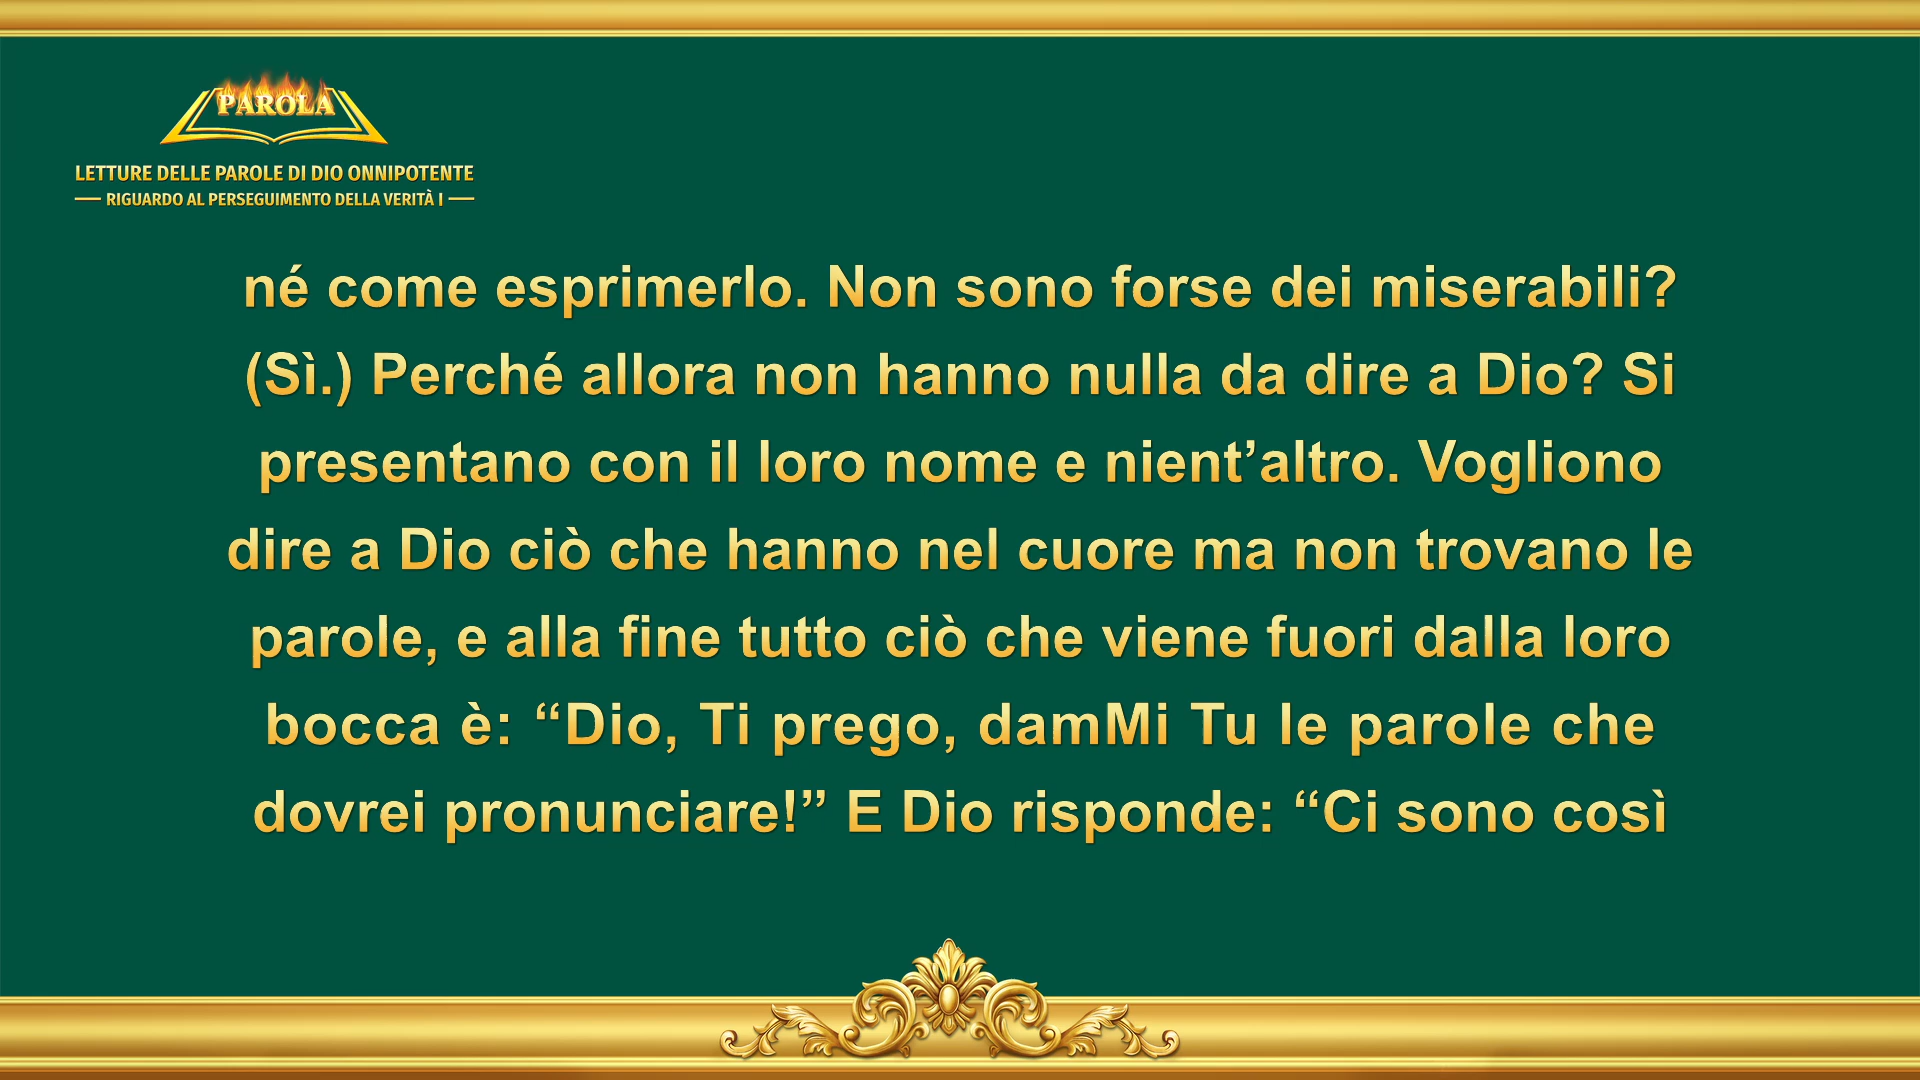 PAROLA
LETTURE DELLE PAROLE DI DIO ONNIPOTENTE
RIGUARDO AL PERSEGUIMENTO DELLA VERITÀ I
né come esprimerlo. Non sono forse dei miserabili?
(Sì.) Perché allora non hanno nulla da dire a Dio? Si
presentano con il loro nome e nient’altro. Vogliono
dire a Dio ciò che hanno nel cuore ma non trovano le
parole, e alla fine tutto ciò che viene fuori dalla loro
bocca è: “Dio, Ti prego, damMi Tu le parole che
dovrei pronunciare!” E Dio risponde: “Ci sono così